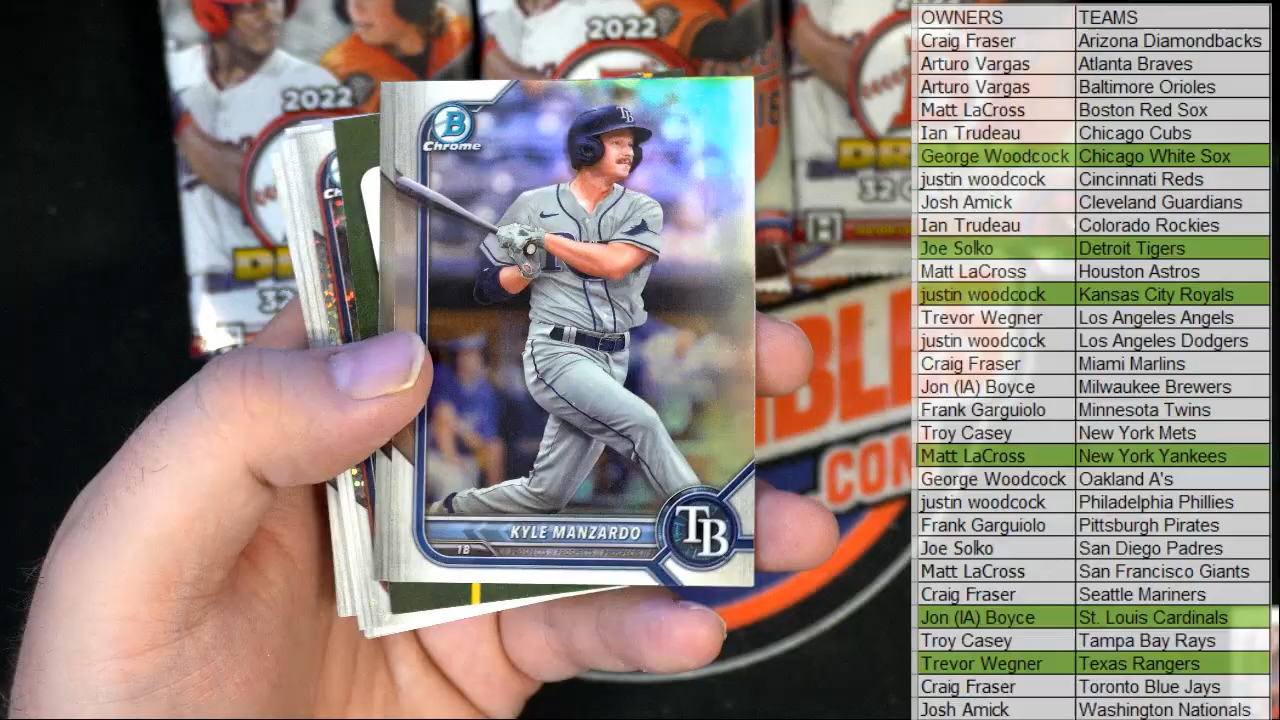 2022
2022
32
H
B
Chrome
TB
KYLE MANZARDO
1B
TB
OWNERS TEAMS
Craig Fraser Arizona Diamondbacks
Arturo Vargas Atlanta Braves
Arturo Vargas Baltimore Orioles
Matt LaCross Boston Red Sox
Ian Trudeau Chicago Cubs
George Woodcock Chicago White Sox
justin woodcock Cincinnati Reds
Josh Amick Cleveland Guardians
Ian Trudeau Colorado Rockies
Joe Solko Detroit Tigers
Matt LaCross Houston Astros
justin woodcock Kansas City Royals
Trevor Wegner Los Angeles Angels
justin woodcock Los Angeles Dodgers
Craig Fraser Miami Marlins
Jon (IA) Boyce Milwaukee Brewers
Frank Garguiolo Minnesota Twins
Troy Casey New York Mets
Matt LaCross New York Yankees
George Woodcock Oakland A's
justin woodcock Philadelphia Phillies
Frank Garguiolo Pittsburgh Pirates
Joe Solko San Diego Padres
Matt LaCross San Francisco Giants
Craig Fraser Seattle Mariners
Jon (IA) Boyce St. Louis Cardinals
Troy Casey Tampa Bay Rays
Trevor Wegner Texas Rangers
Craig Fraser Toronto Blue Jays
Josh Amick Washington Nationals